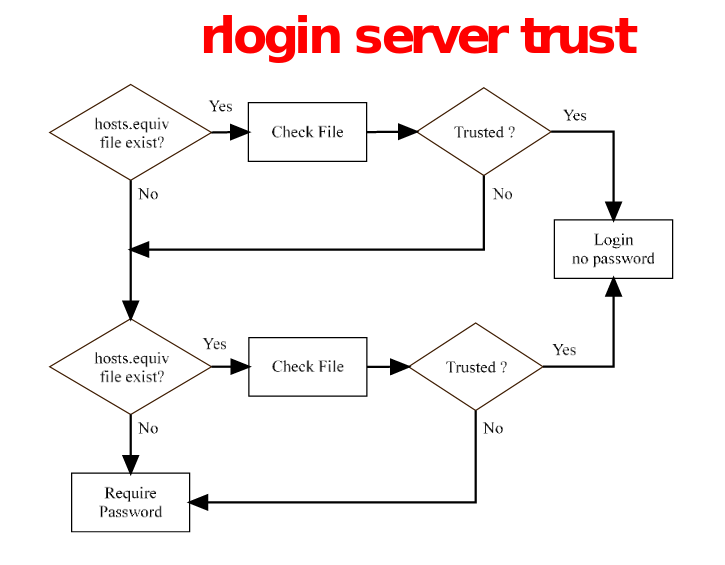 rlogin server trust
Yes
Yes
hosts.equiv
file exist?
Check File
Trusted ?
No
No
Login
no password
Yes
Yes
hosts.equiv
file exist?
Check File
Trusted ?
No
No
Require
Password